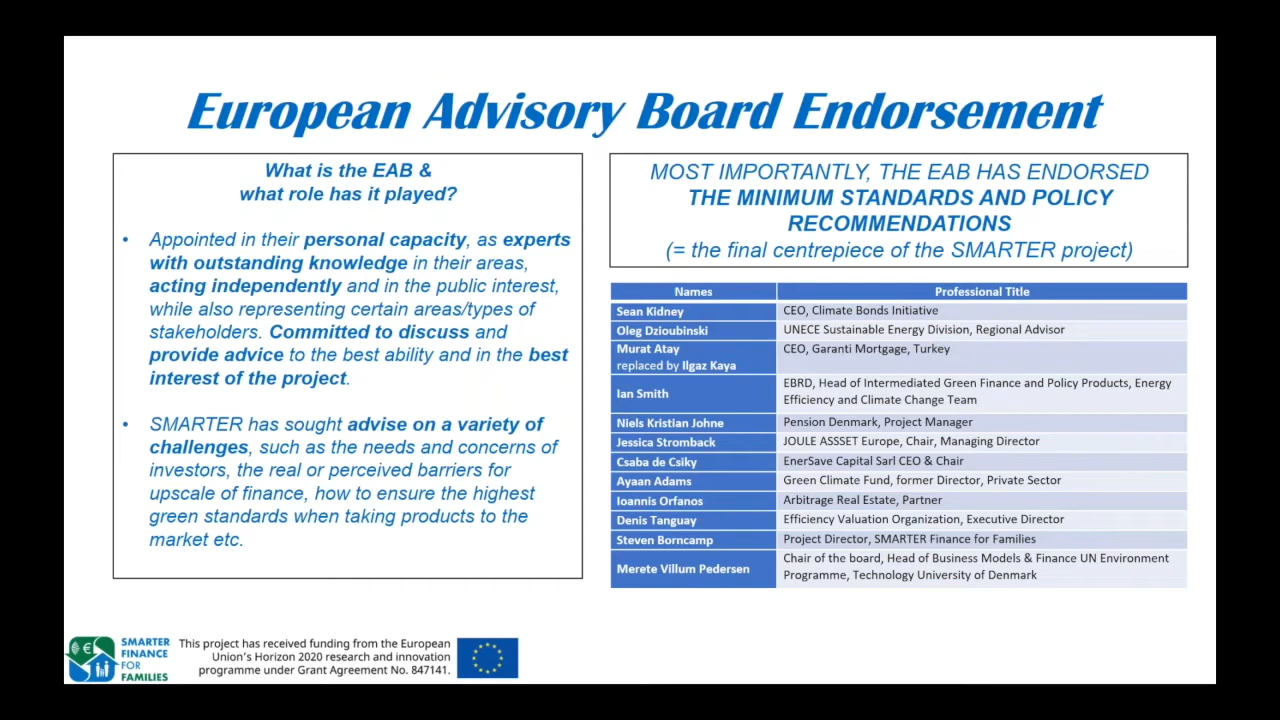 European Advisory Board Endorsement
What is the EAB &
what role has it played?
• Appointed in their personal capacity, as experts
with outstanding knowledge in their areas,
acting independently and in the public interest,
while also representing certain areas/types of
stakeholders. Committed to discuss and
provide advice to the best ability and in the best
interest of the project.
• SMARTER has sought advise on a variety of
challenges, such as the needs and concerns of
investors, the real or perceived barriers for
upscale of finance, how to ensure the highest
green standards when taking products to the
market etc.
MOST IMPORTANTLY, THE EAB HAS ENDORSED
THE MINIMUM STANDARDS AND POLICY
RECOMMENDATIONS
(= the final centrepiece of the SMARTER project)
Names Professional Title
Sean Kidney CEO, Climate Bonds Initiative
Oleg Dzioubinski UNECE Sustainable Energy Division, Regional Advisor
Murat Atay CEO, Garanti Mortgage, Turkey
replaced by Ilgaz Kaya
Ian Smith EBRD, Head of Intermediated Green Finance and Policy Products, Energy
Efficiency and Climate Change Team
Niels Kristian Johne Pension Denmark, Project Manager
Jessica Stromback JOULE ASSSET Europe, Chair, Managing Director
Csaba de Csiky EnerSave Capital Sarl CEO & Chair
Ayaan Adams Green Climate Fund, former Director, Private Sector
Ioannis Orfanos Arbitrage Real Estate, Partner
Denis Tanguay Efficiency Valuation Organization, Executive Director
Steven Borncamp Project Director, SMARTER Finance for Families
Merete Villum Pedersen Chair of the board, Head of Business Models & Finance UN Environment
Programme, Technology University of Denmark
SMARTER
FINANCE
FOR
FAMILIES
This project has received funding from the European
Union's Horizon 2020 research and innovation
programme under Grant Agreement No. 847141.